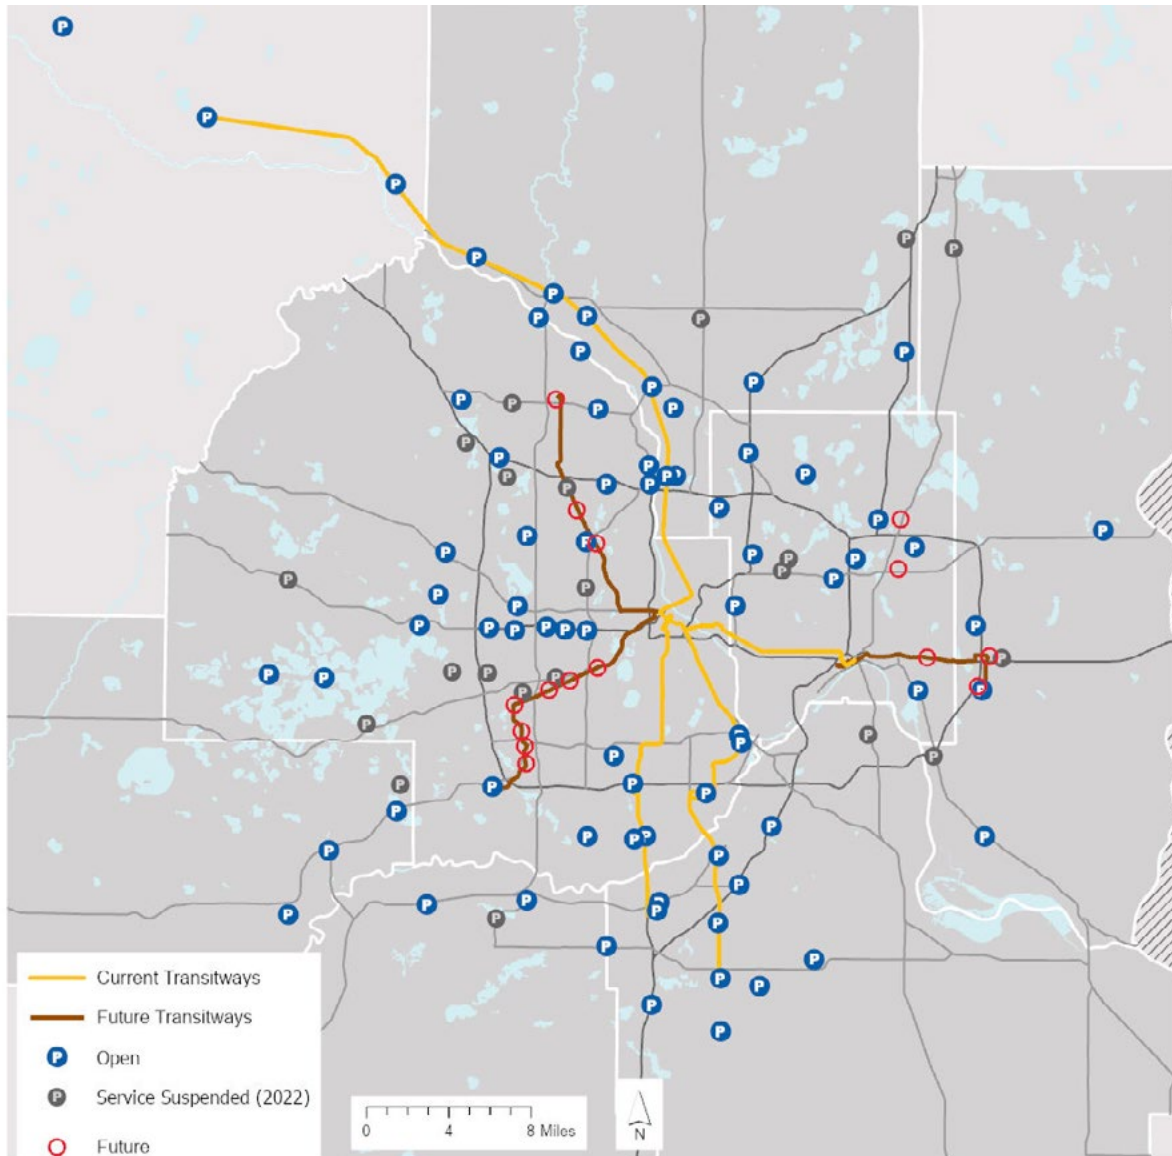 Current Transitways
Future Transitways
P Open
P Service Suspended (2022)
Future
0 4 8 Miles
N